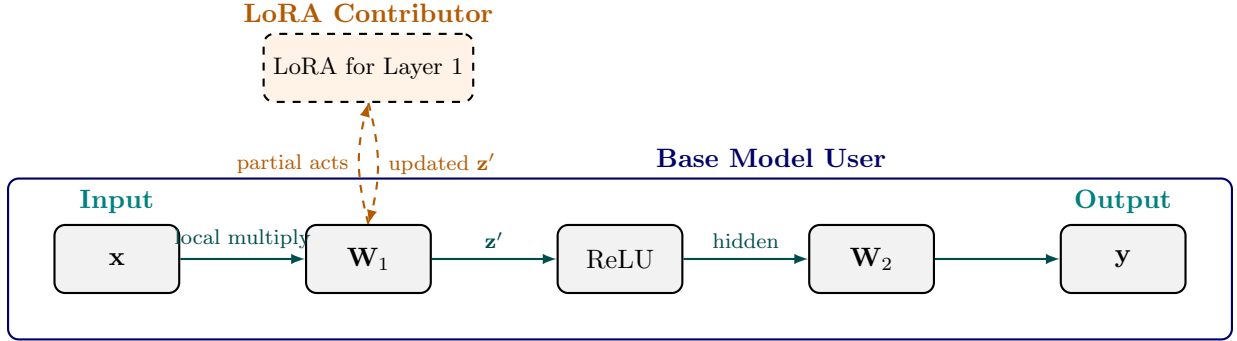 LoRA Contributor
LoRA for Layer 1
partial acts
updated z′
Base Model User
Input
Output
x
local multiply
W₁
z′
ReLU
hidden
W₂
y